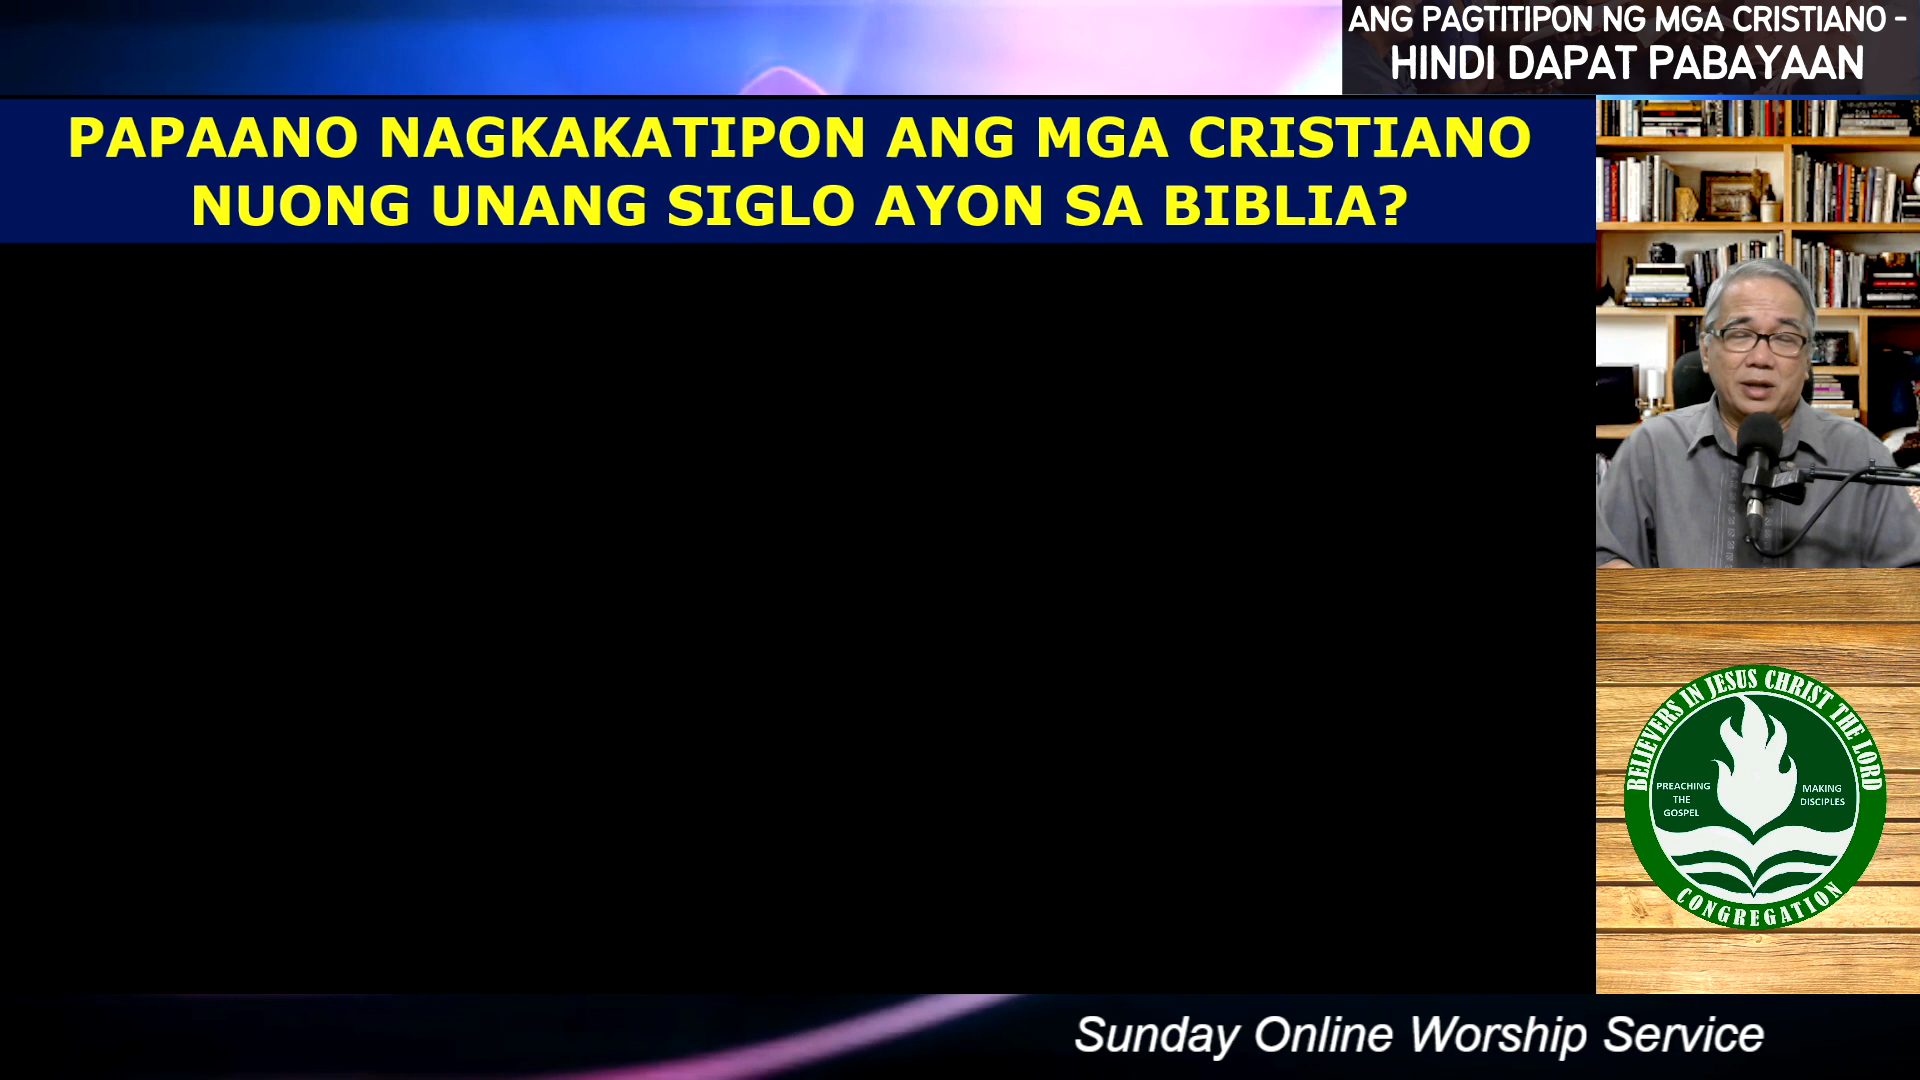 ANG PAGTITIPON NG MGA CRISTIANO -
HINDI DAPAT PABAYAAN
PAPAANO NAGKAKATIPON ANG MGA CRISTIANO
NUONG UNANG SIGLO AYON SA BIBLIA?
BELIEVERS IN JESUS CHRIST THE LORD
PREACHING
THE
GOSPEL
MAKING
DISCIPLES
CONGREGATION
Sunday Online Worship Service